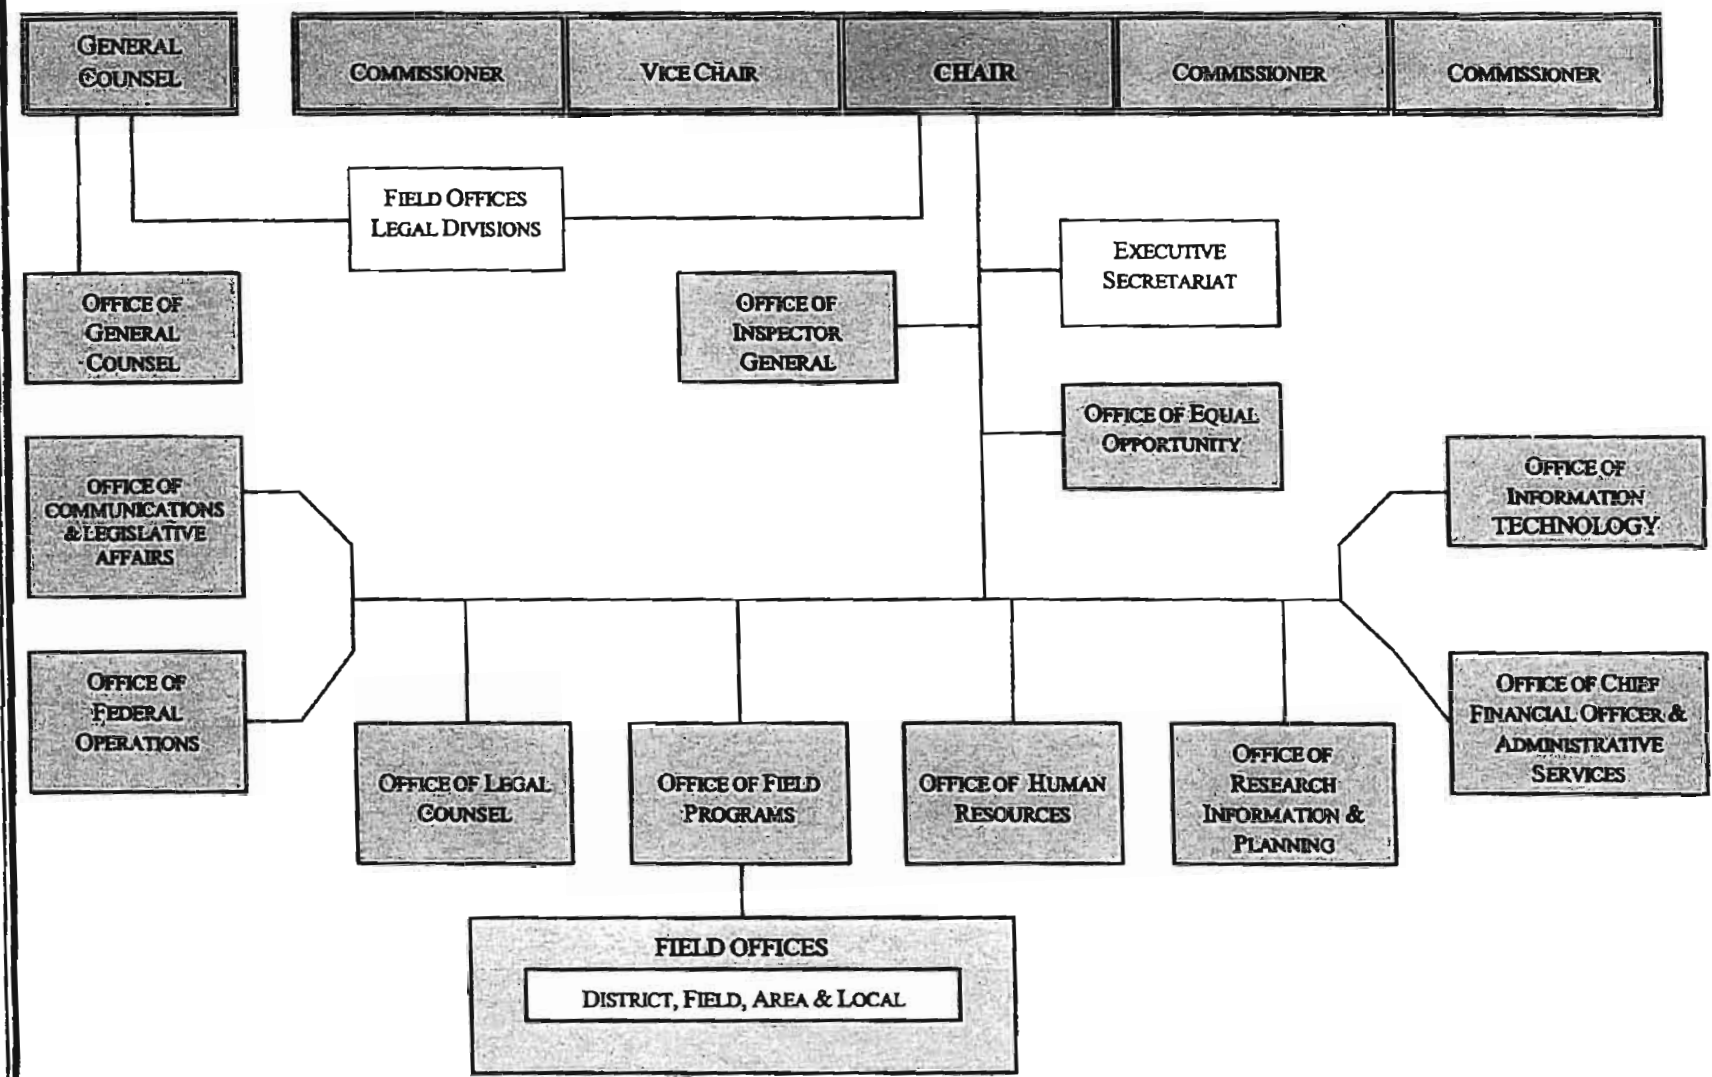 GENERAL
COUNSEL
COMMISSIONER
VICE CHAIR
CHAIR
COMMISSIONER
COMMISSIONER
FIELD OFFICES
LEGAL DIVISIONS
EXECUTIVE
SECRETARIAT
OFFICE OF
GENERAL
COUNSEL
OFFICE OF
INSPECTOR
GENERAL
OFFICE OF EQUAL
OPPORTUNITY
OFFICE OF
COMMUNICATIONS
& LEGISLATIVE
AFFAIRS
OFFICE OF
INFORMATION
TECHNOLOGY
OFFICE OF
FEDERAL
OPERATIONS
OFFICE OF LEGAL
COUNSEL
OFFICE OF FIELD
PROGRAMS
OFFICE OF HUMAN
RESOURCES
OFFICE OF
RESEARCH
INFORMATION &
PLANNING
OFFICE OF CHIEF
FINANCIAL OFFICER &
ADMINISTRATIVE
SERVICES
FIELD OFFICES
DISTRICT, FIELD, AREA & LOCAL